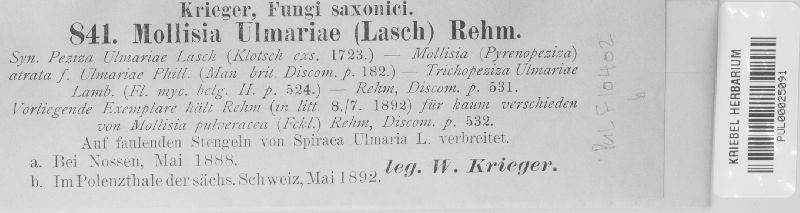 Krieger, Fungi saxonici.
841. Mollisia Ulmariae (Lasch) Rehm.
Syn. Peziza Ulmariae Lasch (Klotsch exs. 1723.) — Mollisia (Pyrenopeziza)
atrata f. Ulmariae Phill. (Man brit. Discom. p. 182.) — Trichopeziza Ulmariae
Lamb. (Fl. myc. belg. II. p. 524.) — Rehm, Discom. p. 531.
Vorliegende Exemplare hält Rehm (in litt. 8./7. 1892) für kaum verschieden
von Mollisia pulveracea (Fckl.) Rehm, Discom. p. 532.
Auf faulenden Stengeln von Spiraea Ulmaria L. verbreitet.
a. Bei Nossen, Mai 1888.
b. Im Polenzthale der sächs. Schweiz, Mai 1892.
leg. W. Krieger.
PUL F10402
b
KRIEBEL HERBARIUM
PUL00025091